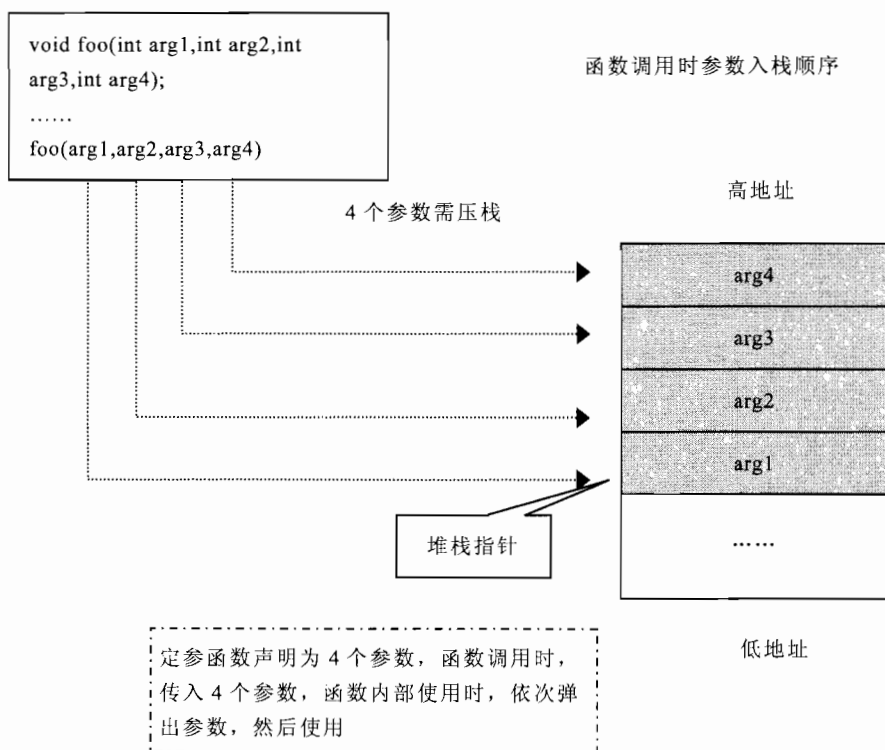 void foo(int arg1,int arg2,int
arg3,int arg4);
……
foo(arg1,arg2,arg3,arg4)
函数调用时参数入栈顺序
高地址
4 个参数需压栈
arg4
arg3
arg2
arg1
堆栈指针
……
低地址
定参函数声明为 4 个参数，函数调用时，
传入 4 个参数，函数内部使用时，依次弹
出参数，然后使用